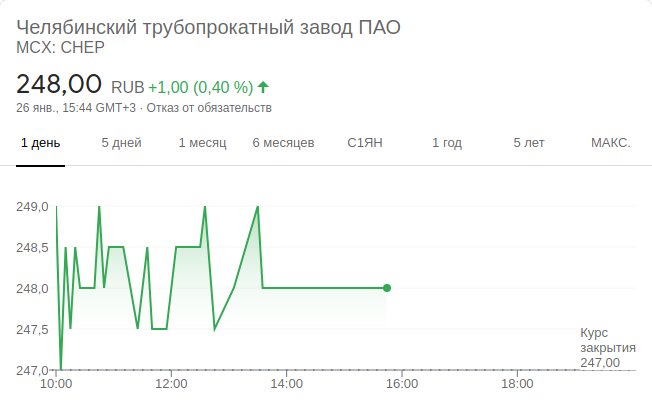 Челябинский трубопрокатный завод ПАО
MCX: CHEP
248,00 RUB +1,00 (0,40 %)
26 янв., 15:44 GMT+3 · Отказ от обязательств
1 день 5 дней 1 месяц 6 месяцев С1ЯН 1 год 5 лет МАКС.
249,0
248,5
248,0
247,5
Курс
закрытия
247,00
247,0
10:00 12:00 14:00 16:00 18:00